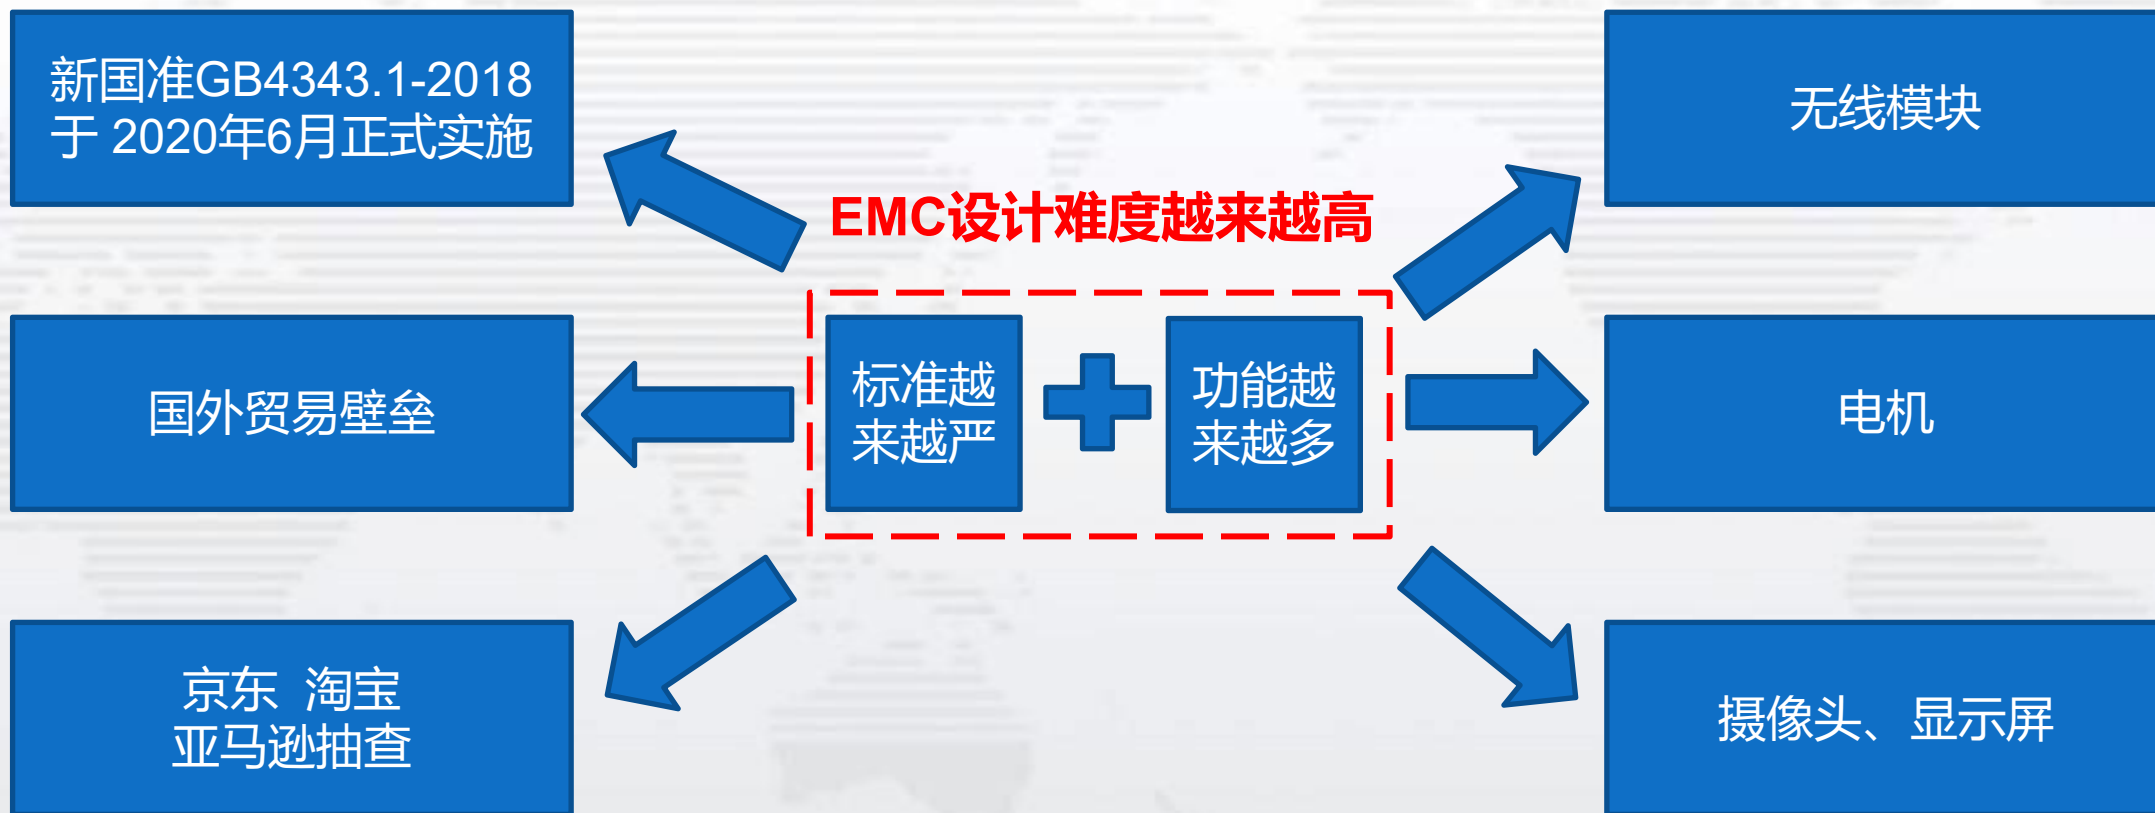 新国准GB4343.1-2018
于 2020年6月正式实施
国外贸易壁垒
京东 淘宝
亚马逊抽查
EMC设计难度越来越高
标准越
来越严
功能越
来越多
无线模块
电机
摄像头、显示屏